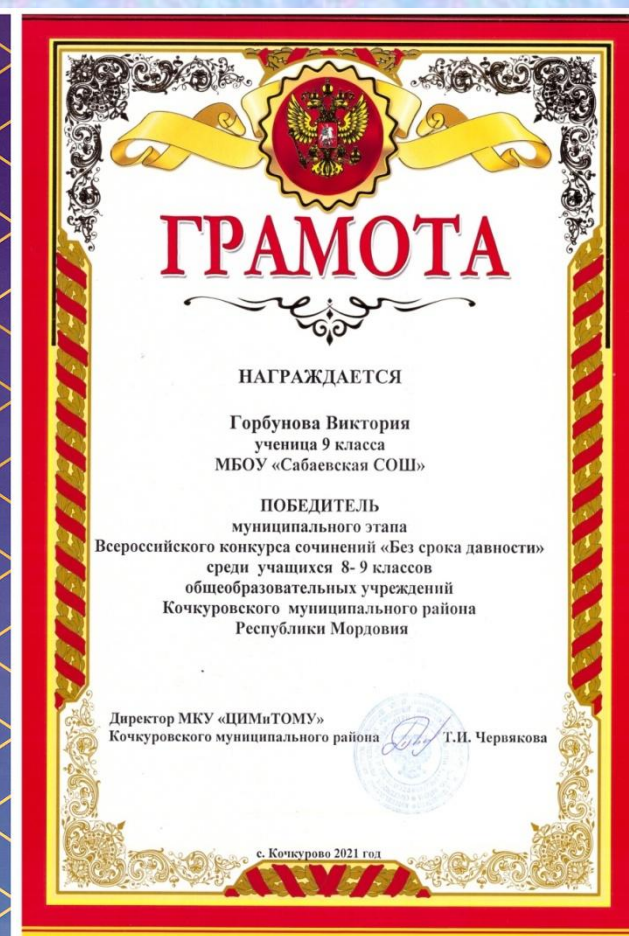 ГРАМОТА
НАГРАЖДАЕТСЯ
Горбунова Виктория
ученица 9 класса
МБОУ «Сабаевская СОШ»
ПОБЕДИТЕЛЬ
муниципального этапа
Всероссийского конкурса сочинений «Без срока давности»
среди учащихся 8- 9 классов
общеобразовательных учреждений
Кочкуровского муниципального района
Республики Мордовия
Директор МКУ «ЦИМиТОМУ»
Кочкуровского муниципального района Т.И. Червякова
с. Кочкурово 2021 год